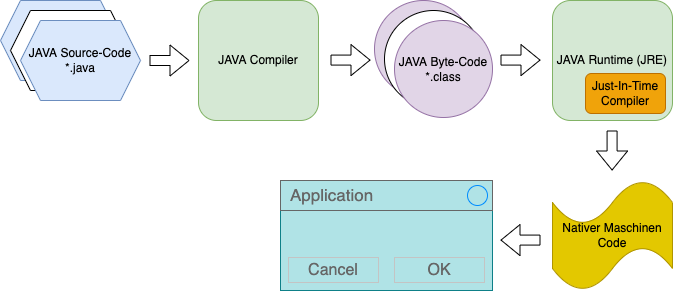 JAVA Source-Code
*.java
JAVA Compiler
JAVA Byte-Code
*.class
JAVA Runtime (JRE)
Just-In-Time
Compiler
Nativer Maschinen
Code
Application
Cancel
OK